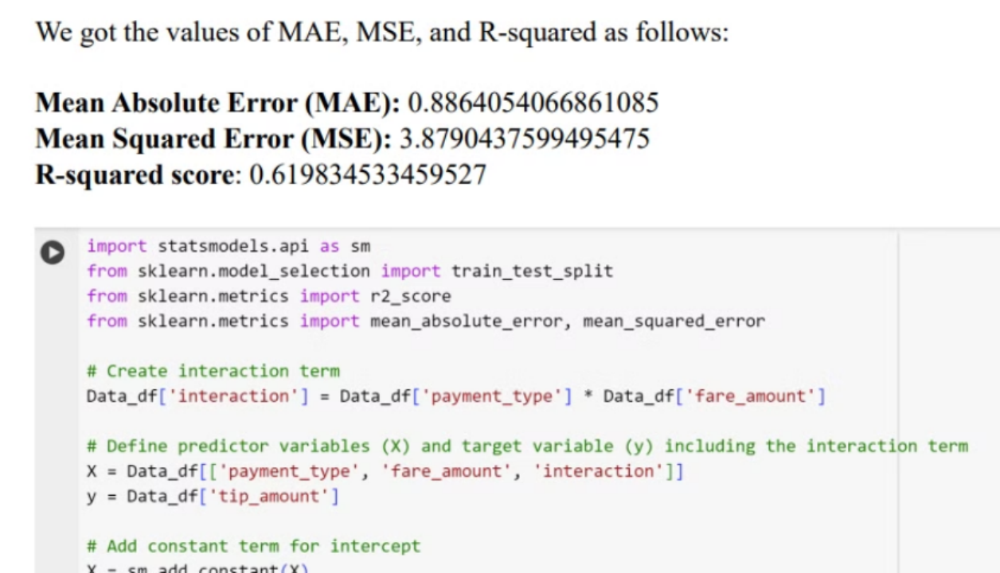 We got the values of MAE, MSE, and R-squared as follows:
Mean Absolute Error (MAE): 0.8864054066861085
Mean Squared Error (MSE): 3.8790437599495475
R-squared score: 0.619834533459527
import statsmodels.api as sm
from sklearn.model_selection import train_test_split
from sklearn.metrics import r2_score
from sklearn.metrics import mean_absolute_error, mean_squared_error
# Create interaction term
Data_df['interaction'] = Data_df['payment_type'] * Data_df['fare_amount']
# Define predictor variables (X) and target variable (y) including the interaction term
X = Data_df[['payment_type', 'fare_amount', 'interaction']]
y = Data_df['tip_amount']
# Add constant term for intercept
X = sm.add_constant(X)